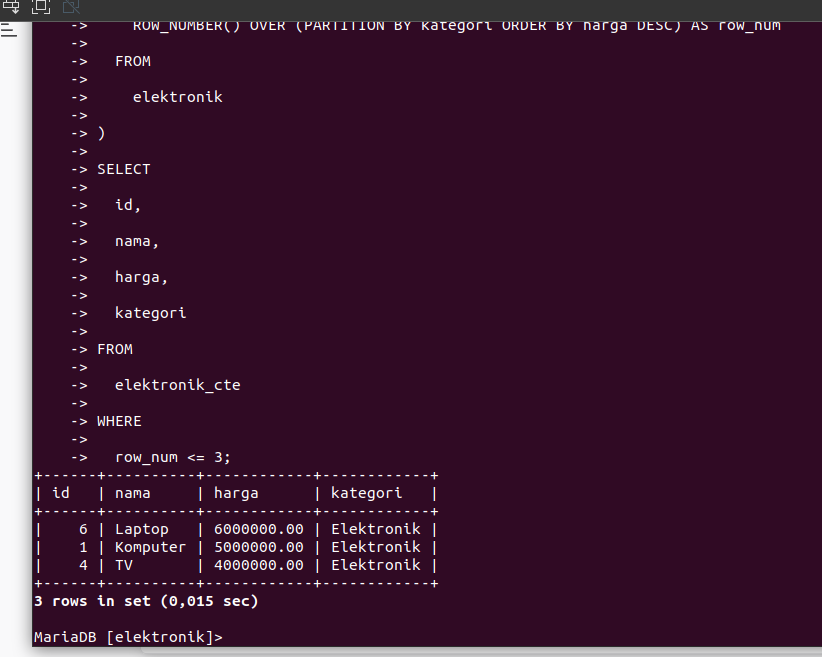 ->     ROW_NUMBER() OVER (PARTITION BY kategori ORDER BY harga DESC) AS row_num
    ->
    ->   FROM
    ->
    ->     elektronik
    ->
    -> )
    ->
    -> SELECT
    ->
    ->   id,
    ->
    ->   nama,
    ->
    ->   harga,
    ->
    ->   kategori
    ->
    -> FROM
    ->
    ->   elektronik_cte
    ->
    -> WHERE
    ->
    ->   row_num <= 3;
+------+----------+------------+------------+
| id   | nama     | harga      | kategori   |
+------+----------+------------+------------+
|    6 | Laptop   | 6000000.00 | Elektronik |
|    1 | Komputer | 5000000.00 | Elektronik |
|    4 | TV       | 4000000.00 | Elektronik |
+------+----------+------------+------------+
3 rows in set (0,015 sec)

MariaDB [elektronik]>